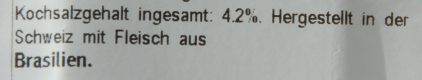 Kochsalzgehalt ingesamt: 4.2%. Hergestellt in der
Schweiz mit Fleisch aus
Brasilien.